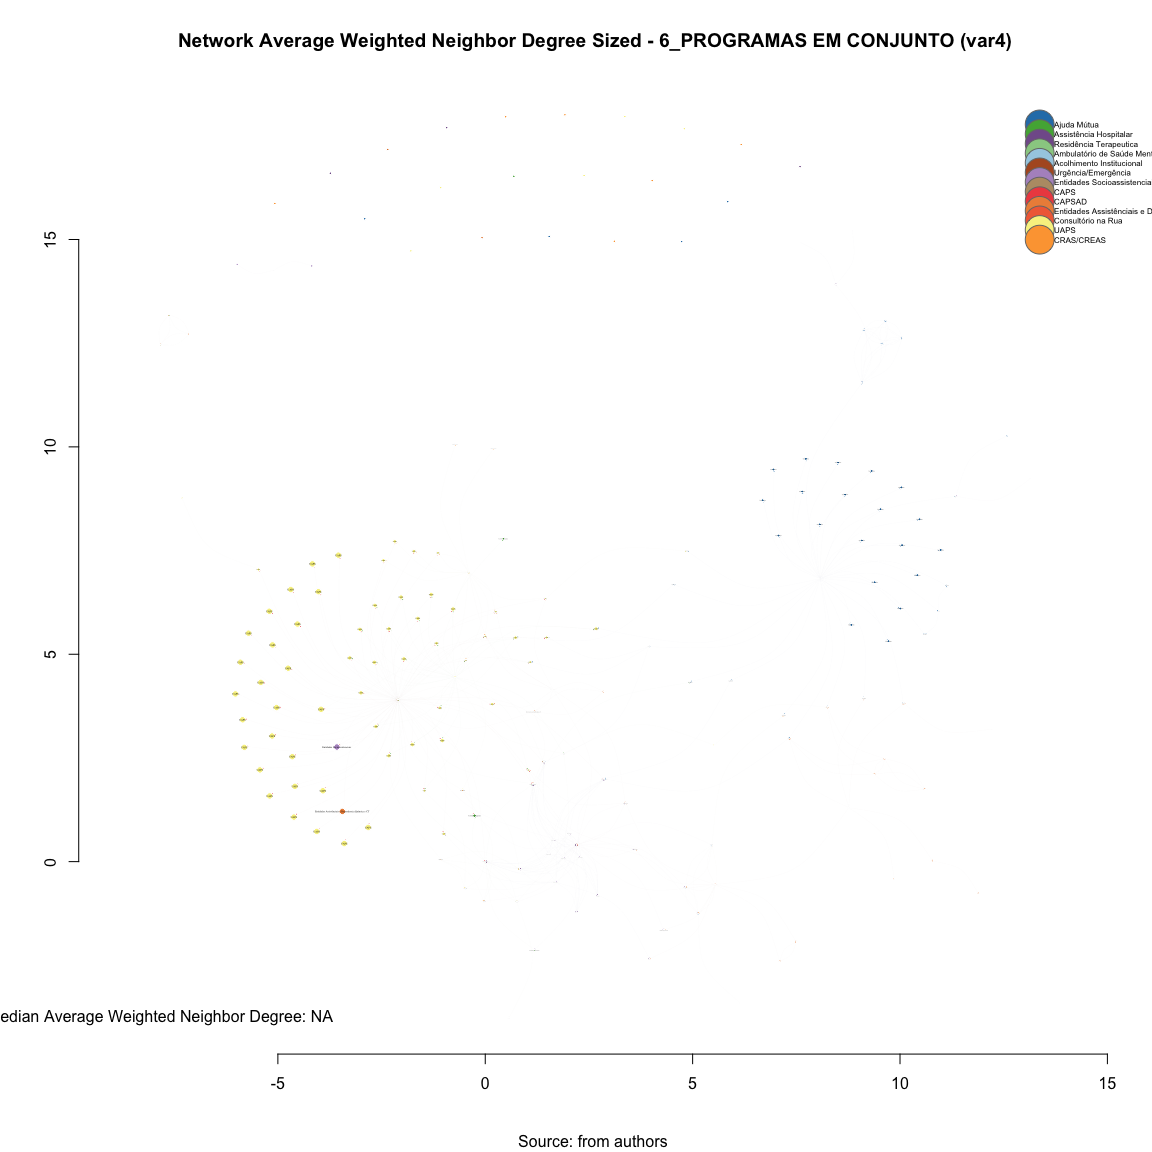 Network Average Weighted Neighbor Degree Sized - 6_PROGRAMAS EM CONJUNTO (var4)
Ajuda Mútua
Assistência Hospitalar
Residência Terapeutica
Ambulatório de Saúde Ment
Acolhimento Institucional
Urgência/Emergência
Entidades Socioassistencia
CAPS
CAPSAD
Entidades Assistênciais e D
Consultório na Rua
UAPS
CRAS/CREAS
15
10
5
0
edian Average Weighted Neighbor Degree: NA
-5 0 5 10 15
Source: from authors